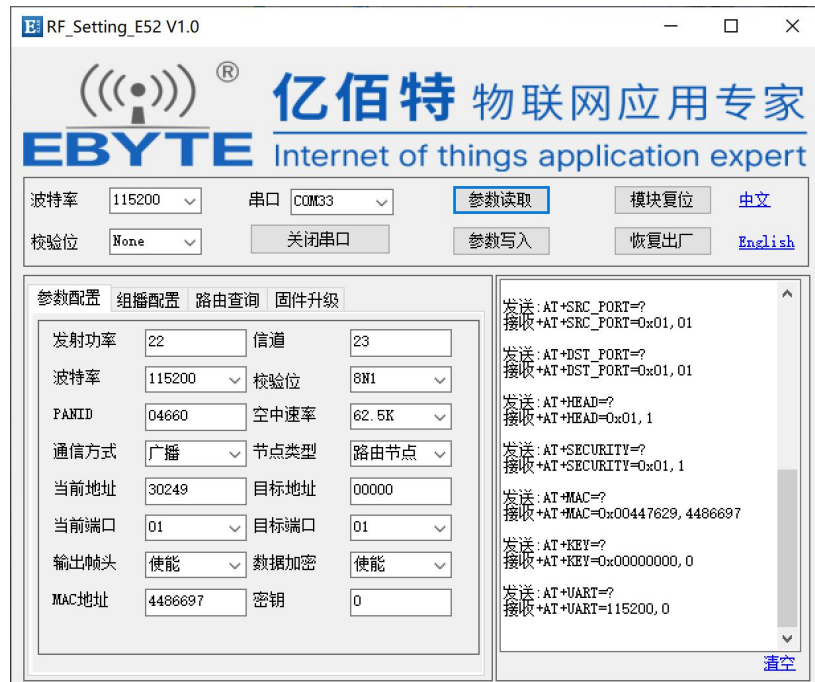 RF_Setting_E52 V1.0
®
EBYTE
亿佰特 物联网应用专家
Internet of things application expert
波特率 115200 串口 COM33 参数读取 模块复位 中文
校验位 None 关闭串口 参数写入 恢复出厂 English
参数配置 组播配置 路由查询 固件升级
发射功率 22 信道 23
波特率 115200 校验位 8N1
PANID 04660 空中速率 62.5K
通信方式 广播 节点类型 路由节点
当前地址 30249 目标地址 00000
当前端口 01 目标端口 01
输出帧头 使能 数据加密 使能
MAC地址 4486697 密钥 0
发送:AT+SRC_PORT=?
接收+AT+SRC_PORT=0x01,01
发送:AT+DST_PORT=?
接收+AT+DST_PORT=0x01,01
发送:AT+HEAD=?
接收+AT+HEAD=0x01,1
发送:AT+SECURITY=?
接收+AT+SECURITY=0x01,1
发送:AT+MAC=?
接收+AT+MAC=0x00447629,4486697
发送:AT+KEY=?
接收+AT+KEY=0x00000000,0
发送:AT+UART=?
接收+AT+UART=115200,0
清空